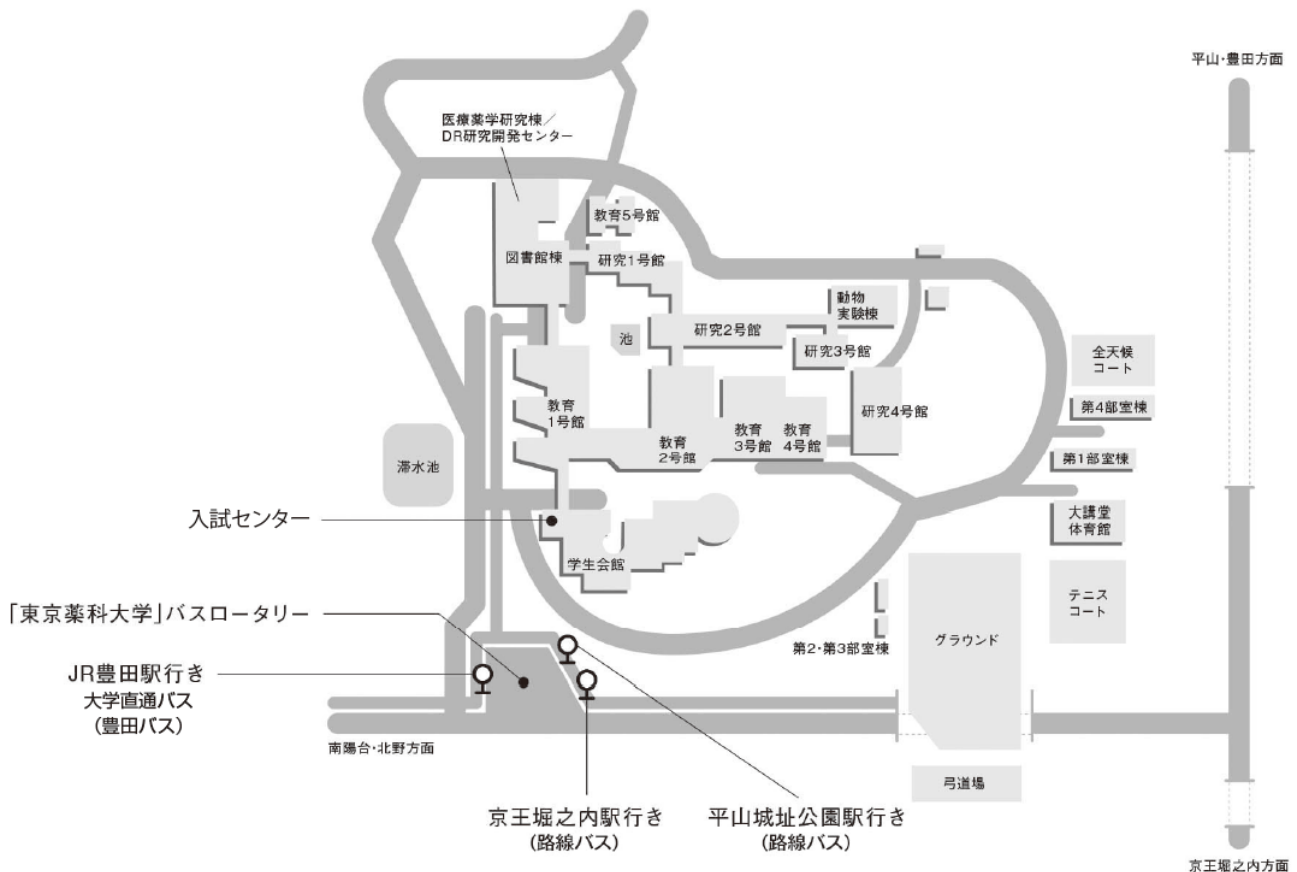 平山・豊田方面
医療薬学研究棟／
DR研究開発センター
教育5号館
図書館棟
研究1号館
動物
実験棟
研究2号館
池
研究3号館
全天候
コート
第4部室棟
教育
1号館
研究4号館
教育
2号館
教育
3号館
教育
4号館
第1部室棟
滞水池
入試センター
大講堂
体育館
学生会館
「東京薬科大学」バスロータリー
テニス
コート
グラウンド
第2・第3部室棟
JR豊田駅行き
大学直通バス
（豊田バス）
南陽台・北野方面
弓道場
京王堀之内駅行き
（路線バス）
平山城址公園駅行き
（路線バス）
京王堀之内方面